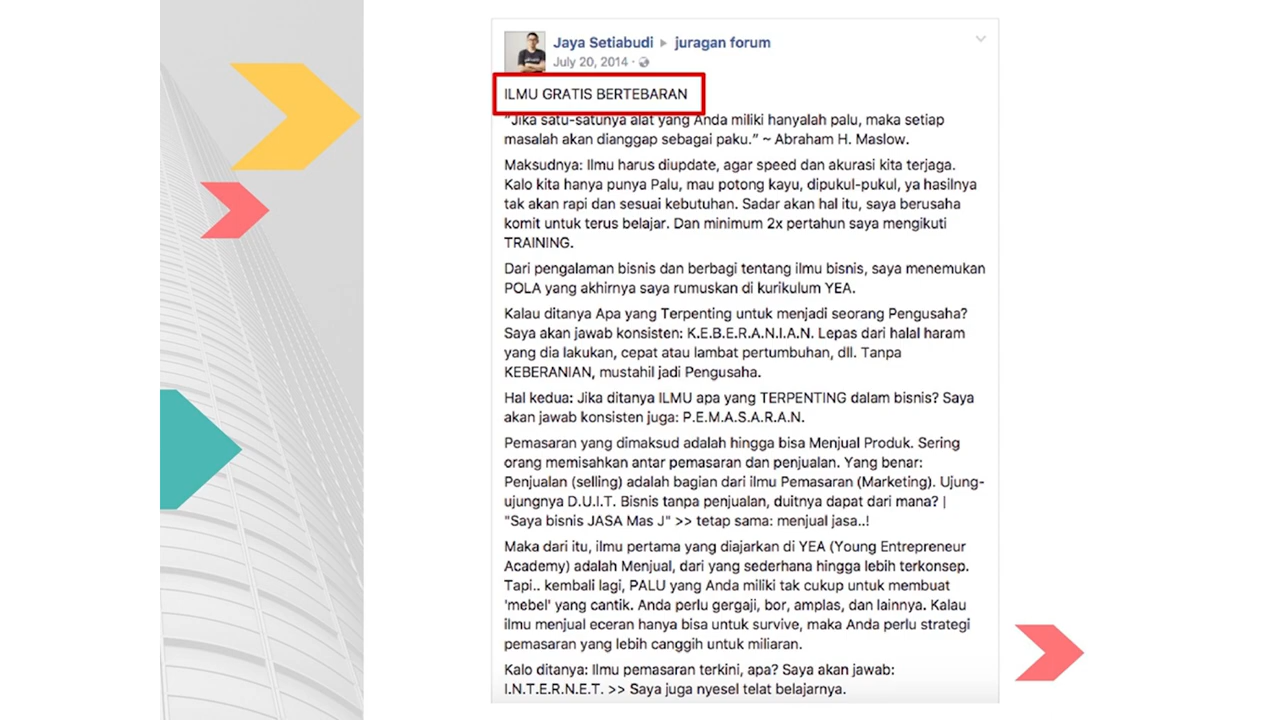 Jaya Setiabudi ▸ juragan forum
July 20, 2014 ·
ILMU GRATIS BERTEBARAN
"Jika satu-satunya alat yang Anda miliki hanyalah palu, maka setiap
masalah akan dianggap sebagai paku." ~ Abraham H. Maslow.
Maksudnya: Ilmu harus diupdate, agar speed dan akurasi kita terjaga.
Kalo kita hanya punya Palu, mau potong kayu, dipukul-pukul, ya hasilnya
tak akan rapi dan sesuai kebutuhan. Sadar akan hal itu, saya berusaha
komit untuk terus belajar. Dan minimum 2x pertahun saya mengikuti
TRAINING.
Dari pengalaman bisnis dan berbagi tentang ilmu bisnis, saya menemukan
POLA yang akhirnya saya rumuskan di kurikulum YEA.
Kalau ditanya Apa yang Terpenting untuk menjadi seorang Pengusaha?
Saya akan jawab konsisten: K.E.B.E.R.A.N.I.A.N. Lepas dari halal haram
yang dia lakukan, cepat atau lambat pertumbuhan, dll. Tanpa
KEBERANIAN, mustahil jadi Pengusaha.
Hal kedua: Jika ditanya ILMU apa yang TERPENTING dalam bisnis? Saya
akan jawab konsisten juga: P.E.M.A.S.A.R.A.N.
Pemasaran yang dimaksud adalah hingga bisa Menjual Produk. Sering
orang memisahkan antar pemasaran dan penjualan. Yang benar:
Penjualan (selling) adalah bagian dari ilmu Pemasaran (Marketing). Ujung-
ujungnya D.U.I.T. Bisnis tanpa penjualan, duitnya dapat dari mana? |
"Saya bisnis JASA Mas J" >> tetap sama: menjual jasa..!
Maka dari itu, ilmu pertama yang diajarkan di YEA (Young Entrepreneur
Academy) adalah Menjual, dari yang sederhana hingga lebih terkonsep.
Tapi.. kembali lagi, PALU yang Anda miliki tak cukup untuk membuat
'mebel' yang cantik. Anda perlu gergaji, bor, amplas, dan lainnya. Kalau
ilmu menjual eceran hanya bisa untuk survive, maka Anda perlu strategi
pemasaran yang lebih canggih untuk miliaran.
Kalo ditanya: Ilmu pemasaran terkini, apa? Saya akan jawab:
I.N.T.E.R.N.E.T. >> Saya juga nyesel telat belajarnya.